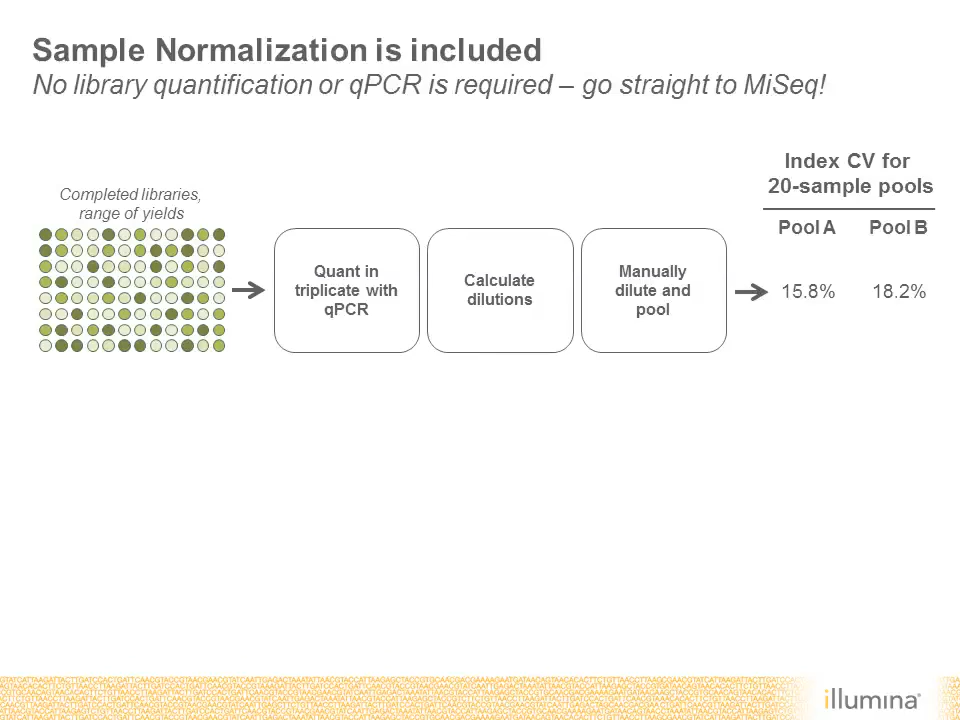 Sample Normalization is included
No library quantification or qPCR is required – go straight to MiSeq!
Index CV for
20-sample pools
Completed libraries,
range of yields
Pool A Pool B
Quant in
triplicate with
qPCR
Calculate
dilutions
Manually
dilute and
pool
15.8% 18.2%
illumina®